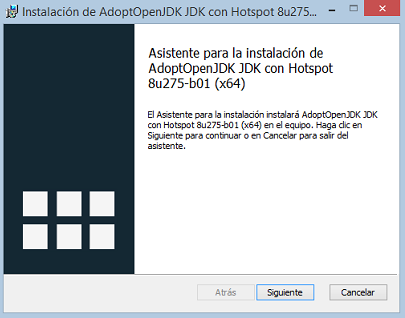 Instalación de AdoptOpenJDK JDK con Hotspot 8u275...
Asistente para la instalación de
AdoptOpenJDK JDK con Hotspot
8u275-b01 (x64)
El Asistente para la instalación instalará AdoptOpenJDK JDK
con Hotspot 8u275-b01 (x64) en el equipo. Haga clic en
Siguiente para continuar o en Cancelar para salir del
asistente.
Atrás
Siguiente
Cancelar